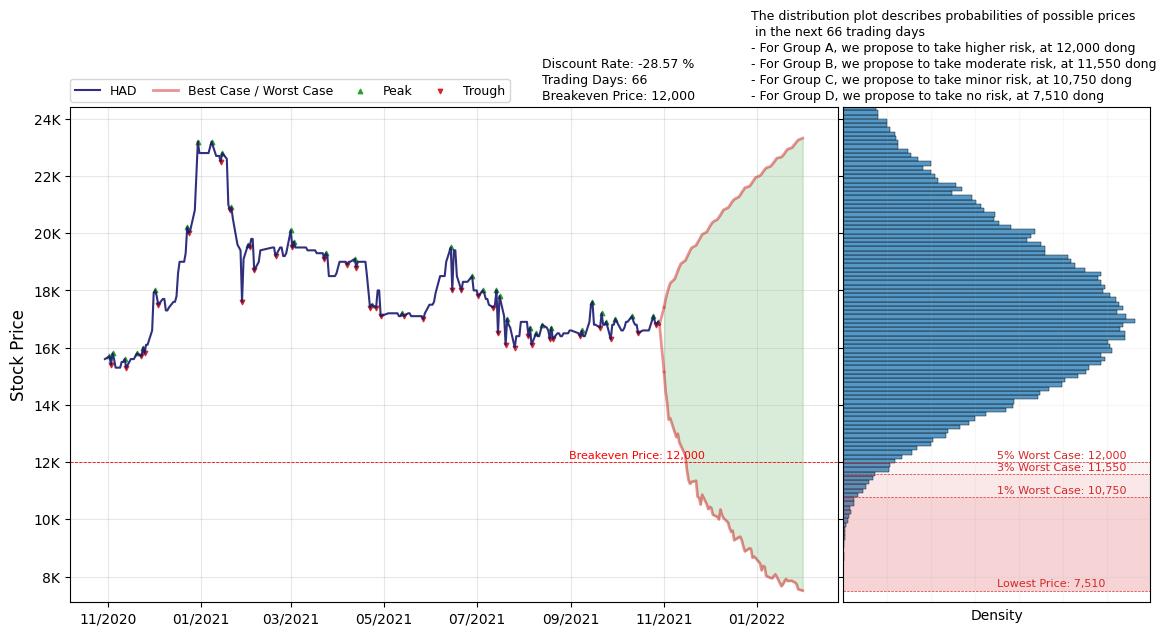 The distribution plot describes probabilities of possible prices
in the next 66 trading days
- For Group A, we propose to take higher risk, at 12,000 dong
- For Group B, we propose to take moderate risk, at 11,550 dong
- For Group C, we propose to take minor risk, at 10,750 dong
- For Group D, we propose to take no risk, at 7,510 dong
Discount Rate: -28.57 %
Trading Days: 66
Breakeven Price: 12,000
HAD
Best Case / Worst Case
Peak
Trough
Stock Price
24K
22K
20K
18K
16K
14K
12K
10K
8K
Breakeven Price: 12,000
5% Worst Case: 12,000
3% Worst Case: 11,550
1% Worst Case: 10,750
Lowest Price: 7,510
11/2020
01/2021
03/2021
05/2021
07/2021
09/2021
11/2021
01/2022
Density